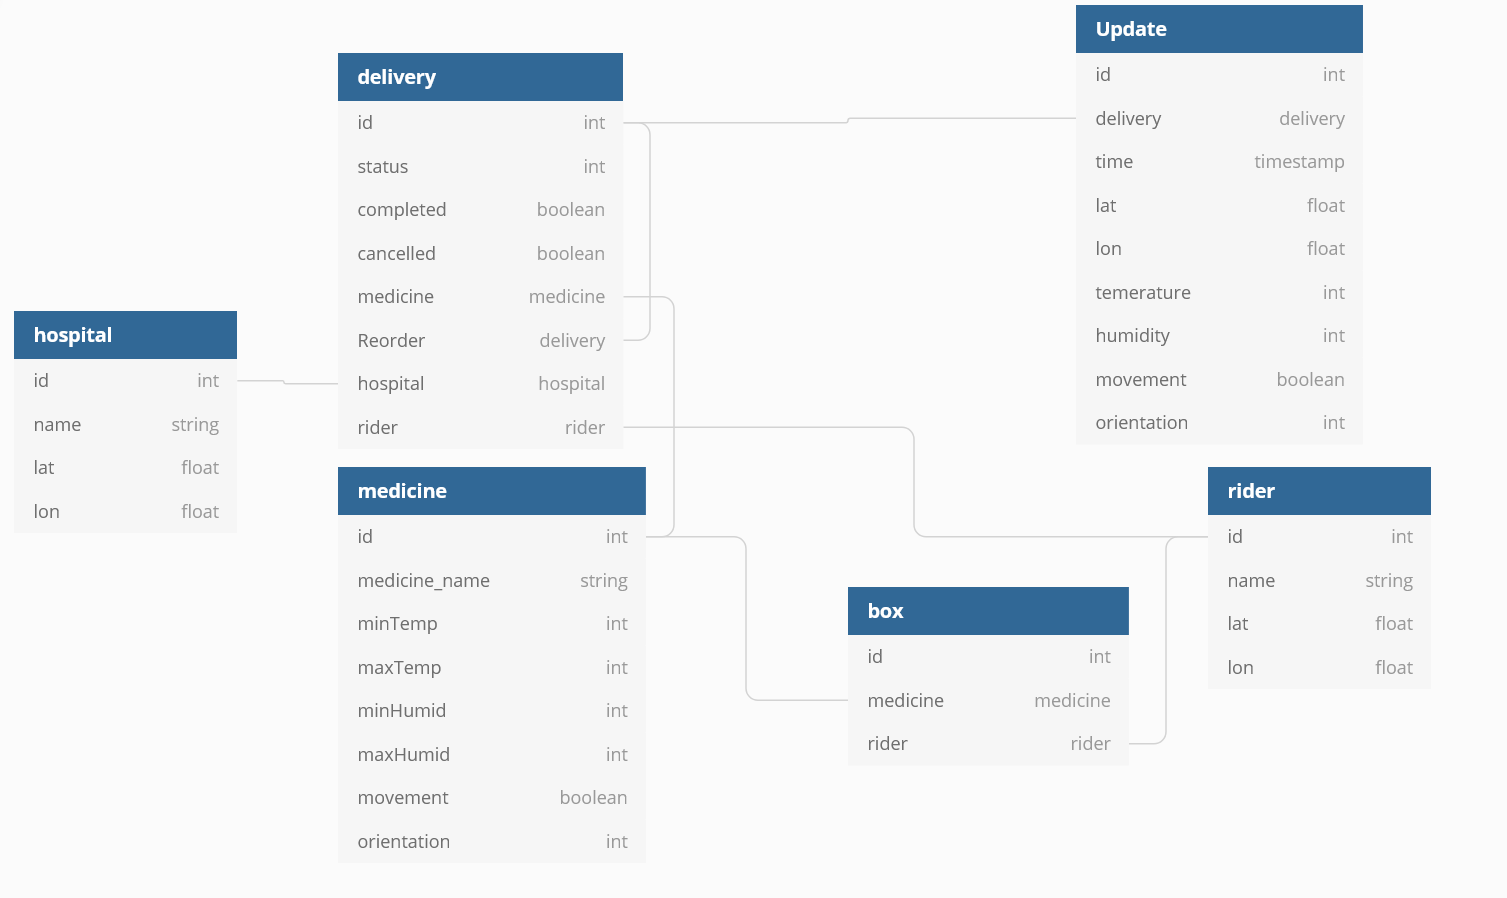 Update
id int
delivery delivery
time timestamp
lat float
lon float
temerature int
humidity int
movement boolean
orientation int
delivery
id int
status int
completed boolean
cancelled boolean
medicine medicine
Reorder delivery
hospital hospital
rider rider
hospital
id int
name string
lat float
lon float
medicine
id int
medicine_name string
minTemp int
maxTemp int
minHumid int
maxHumid int
movement boolean
orientation int
box
id int
medicine medicine
rider rider
rider
id int
name string
lat float
lon float